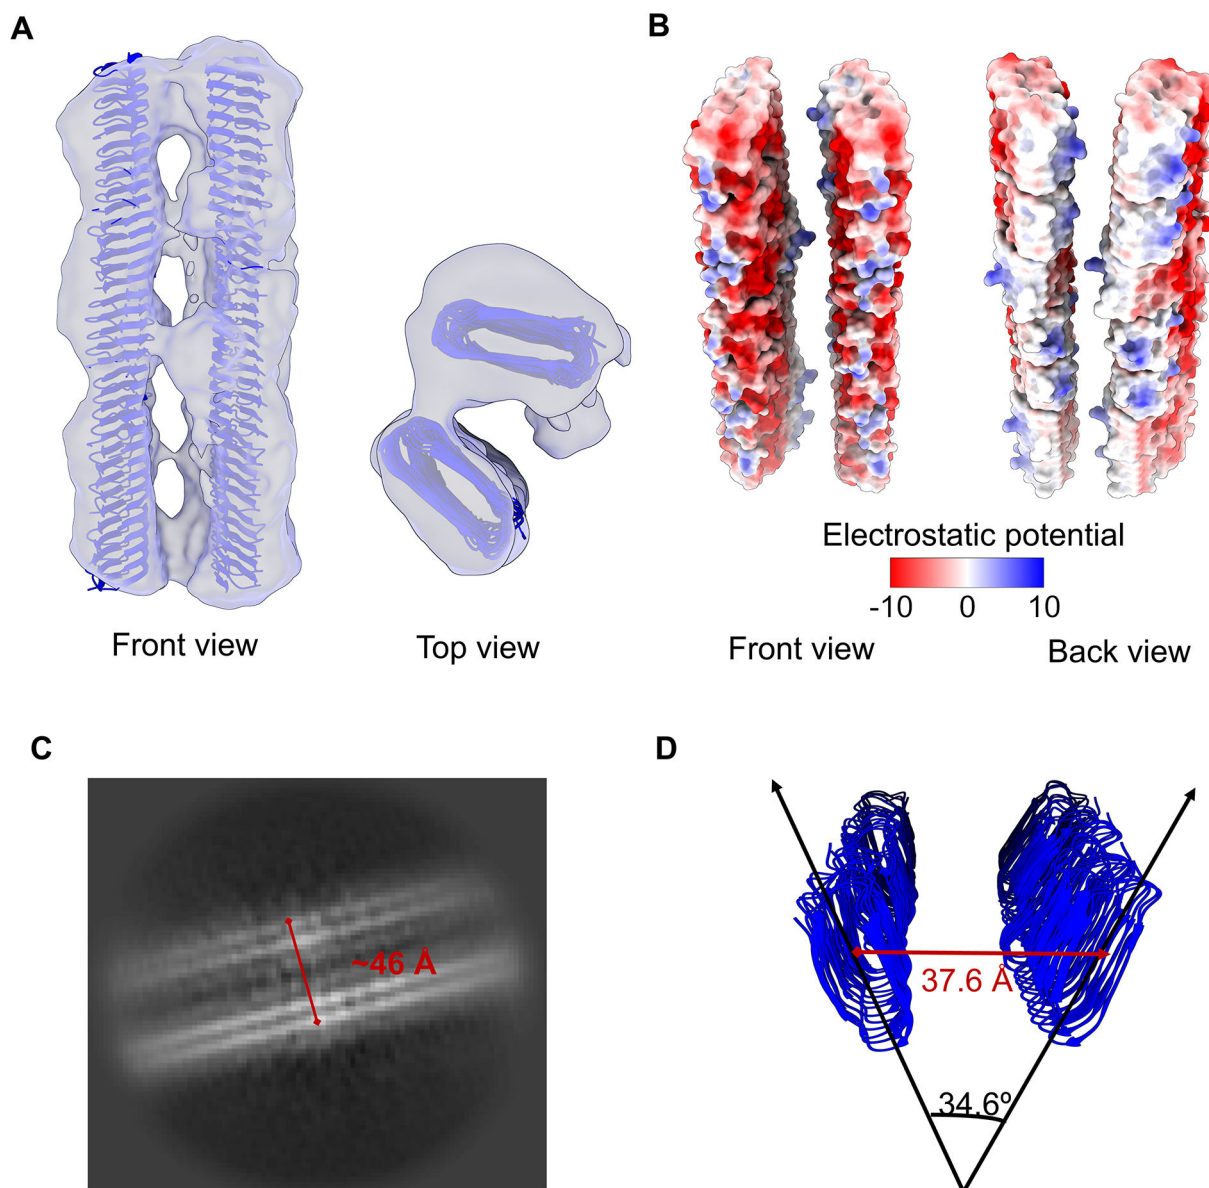 A
B
Front view
Top view
Electrostatic potential
-10 0 10
Front view
Back view
C
D
~46 Å
37.6 Å
34.6º